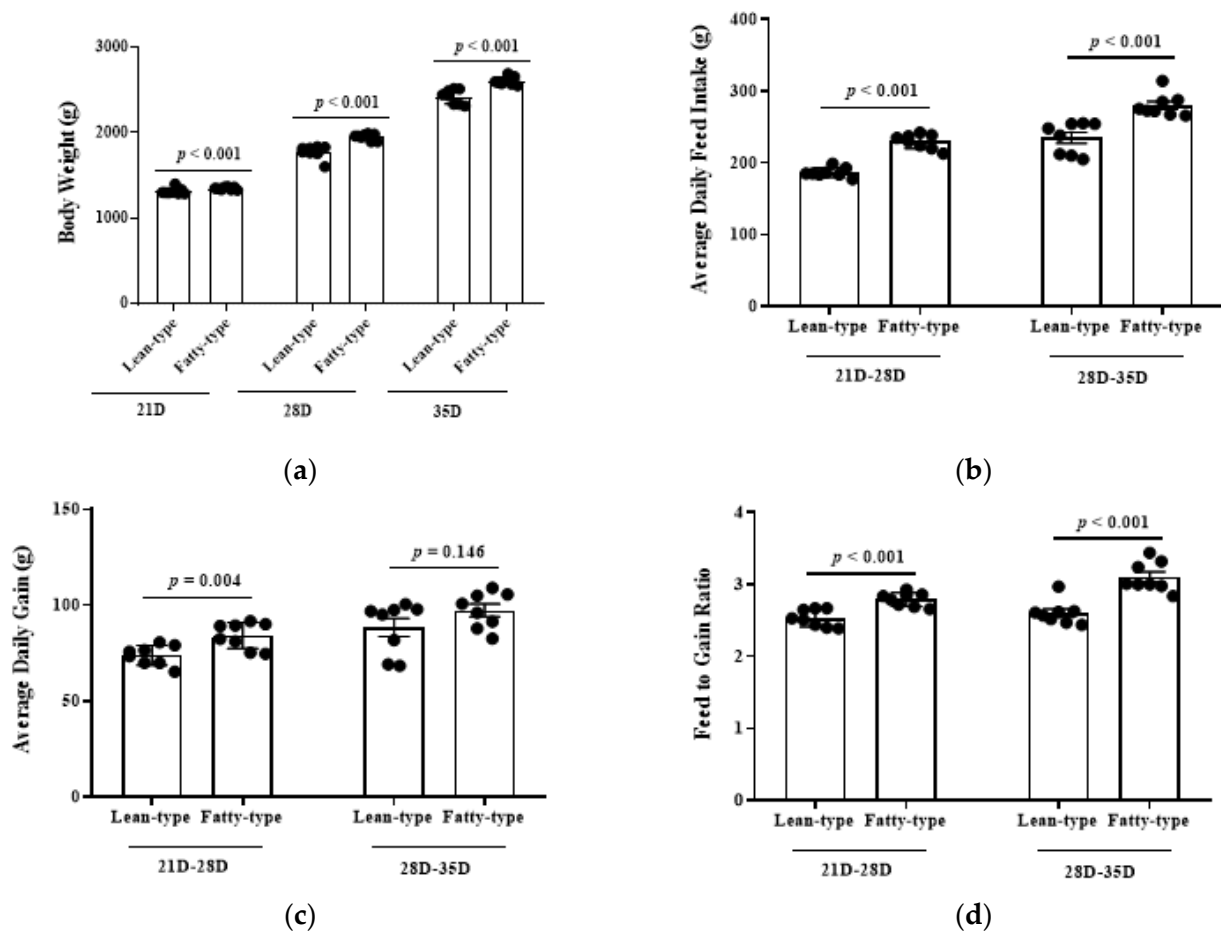 3000
2000
1000
0
Body Weight (g)
p < 0.001
p < 0.001
p < 0.001
Lean-type Fatty-type Lean-type Fatty-type Lean-type Fatty-type
21D 28D 35D
(a)
400
300
200
100
0
Average Daily Feed Intake (g)
p < 0.001
p < 0.001
Lean-type Fatty-type Lean-type Fatty-type
21D-28D 28D-35D
(b)
150
100
50
0
Average Daily Gain (g)
p = 0.004
p = 0.146
Lean-type Fatty-type Lean-type Fatty-type
21D-28D 28D-35D
(c)
4
3
2
1
0
Feed to Gain Ratio
p < 0.001
p < 0.001
Lean-type Fatty-type Lean-type Fatty-type
21D-28D 28D-35D
(d)